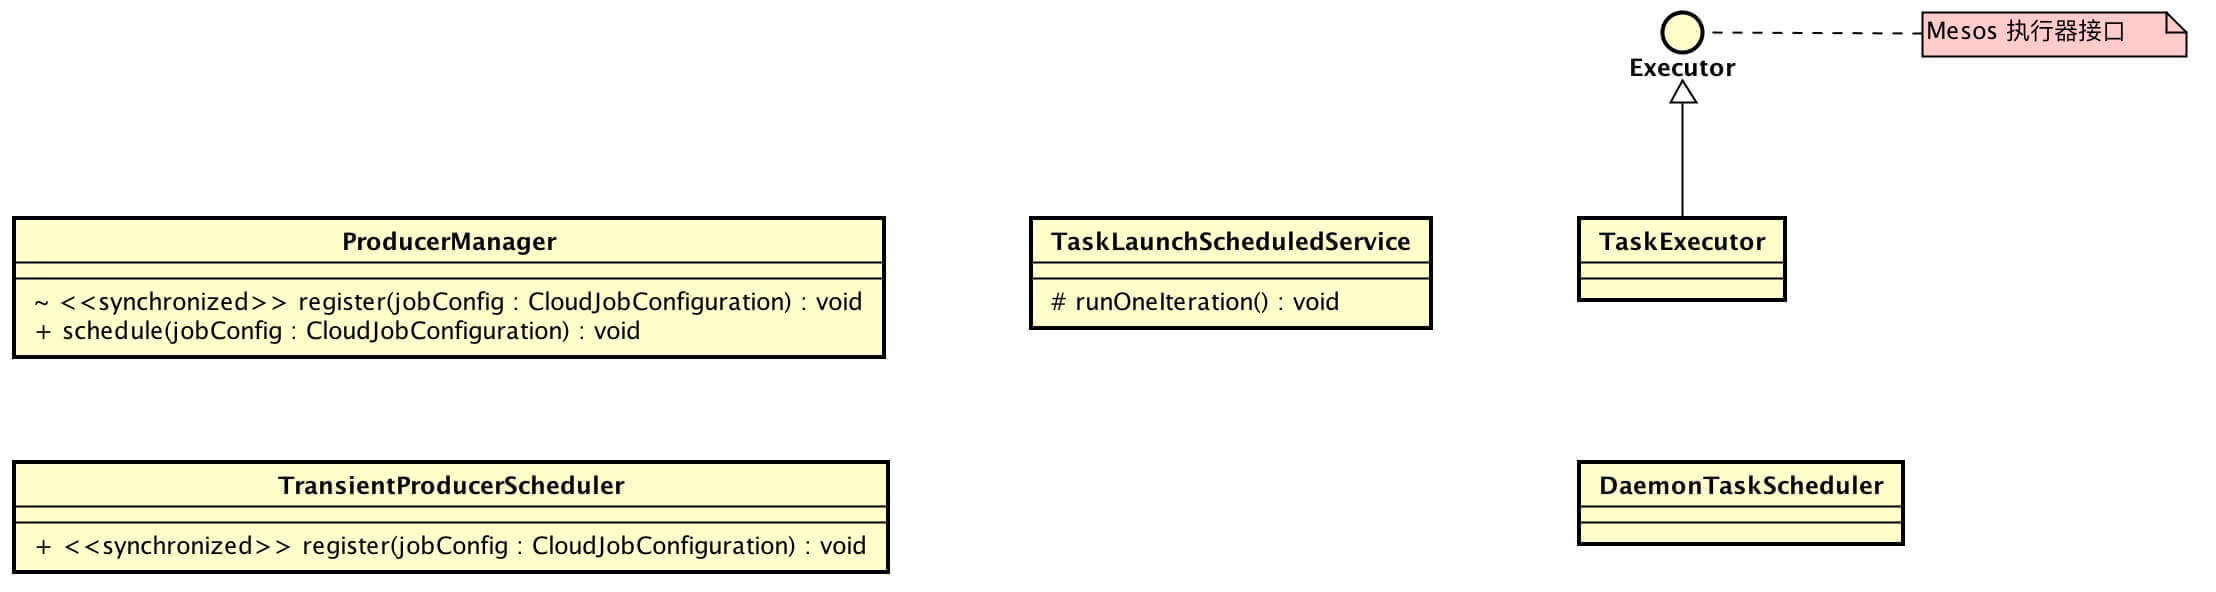 Mesos 执行器接口
Executor
ProducerManager
~ <<synchronized>> register(jobConfig : CloudJobConfiguration) : void
+ schedule(jobConfig : CloudJobConfiguration) : void
TaskLaunchScheduledService
# runOneIteration() : void
TaskExecutor
TransientProducerScheduler
+ <<synchronized>> register(jobConfig : CloudJobConfiguration) : void
DaemonTaskScheduler